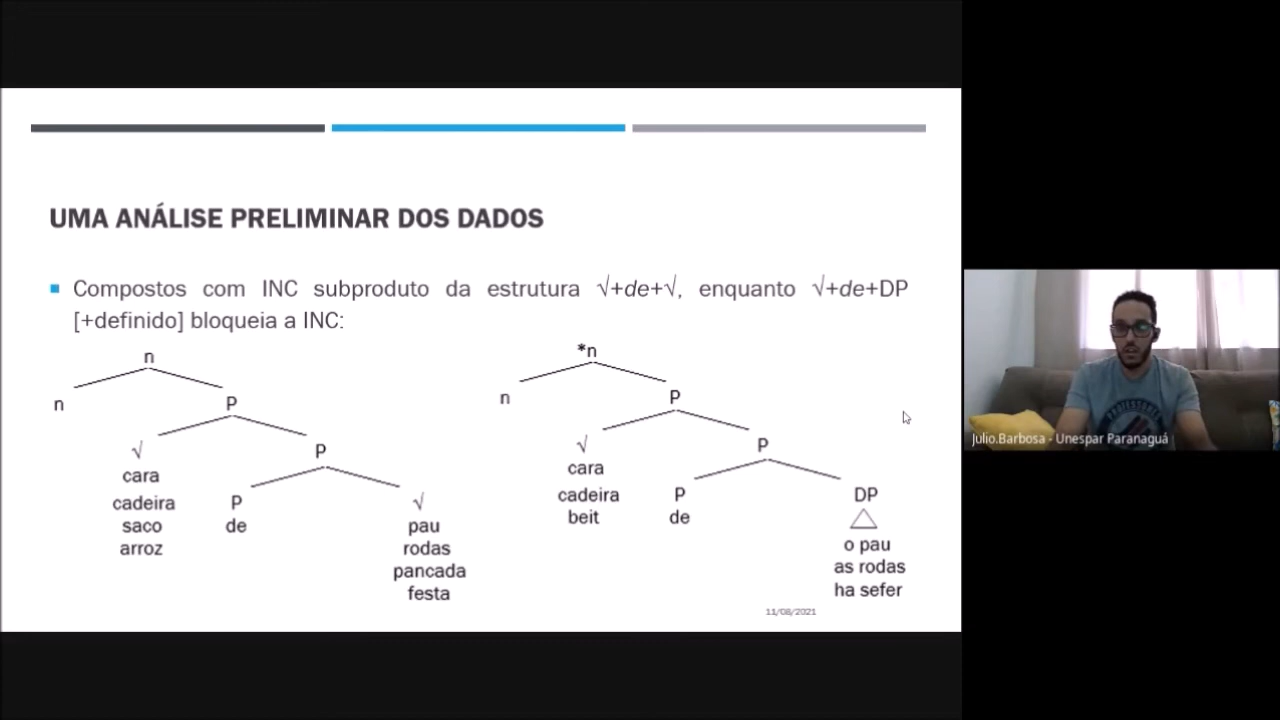 UMA ANÁLISE PRELIMINAR DOS DADOS
Compostos com INC subproduto da estrutura √+de+√, enquanto √+de+DP
[+definido] bloqueia a INC:
n
n
P
√
P
cara
cadeira
saco
arroz
P
de
√
pau
rodas
pancada
festa
*n
n
P
√
P
cara
cadeira
beit
P
de
DP
o pau
as rodas
ha sefer
11/08/2021
Julio.Barbosa - Unespar Paranaguá